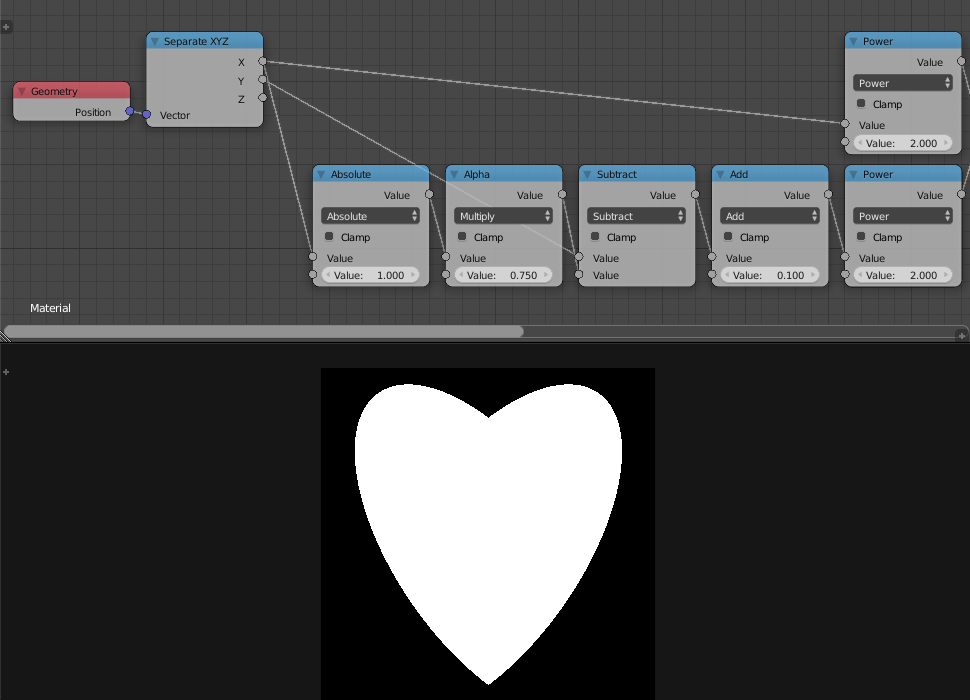 Separate XYZ
X
Y
Z
Vector
Geometry
Position
Power
Value
Power
Clamp
Value
Value: 2.000
Absolute
Value
Absolute
Clamp
Value
Value: 1.000
Alpha
Value
Multiply
Clamp
Value
Value: 0.750
Subtract
Value
Subtract
Clamp
Value
Value
Add
Value
Add
Clamp
Value
Value: 0.100
Power
Value
Power
Clamp
Value
Value: 2.000
Material